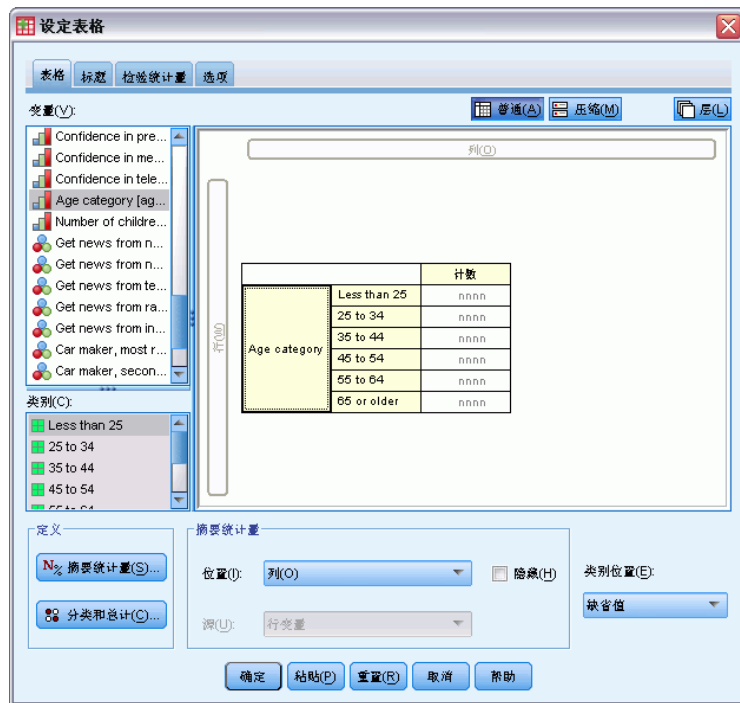 设定表格
表格 标题 检验统计量 选项
变量(V):
普通(A) 压缩(M) 层(L)
Confidence in pre...
Confidence in me...
Confidence in tele...
Age category [ag...
Number of childre...
Get news from n...
Get news from n...
Get news from te...
Get news from ra...
Get news from in...
Car maker, most r...
Car maker, secon...
类别(C):
Less than 25
25 to 34
35 to 44
45 to 54
55 to 64
列(O)
行(W)
计数
Age category
Less than 25 nnnn
25 to 34 nnnn
35 to 44 nnnn
45 to 54 nnnn
55 to 64 nnnn
65 or older nnnn
定义
N% 摘要统计量(S)...
分类和总计(C)...
摘要统计量
位置(I): 列(O) 隐藏(H)
源(U): 行变量
类别位置(E):
缺省值
确定 粘贴(P) 重置(R) 取消 帮助